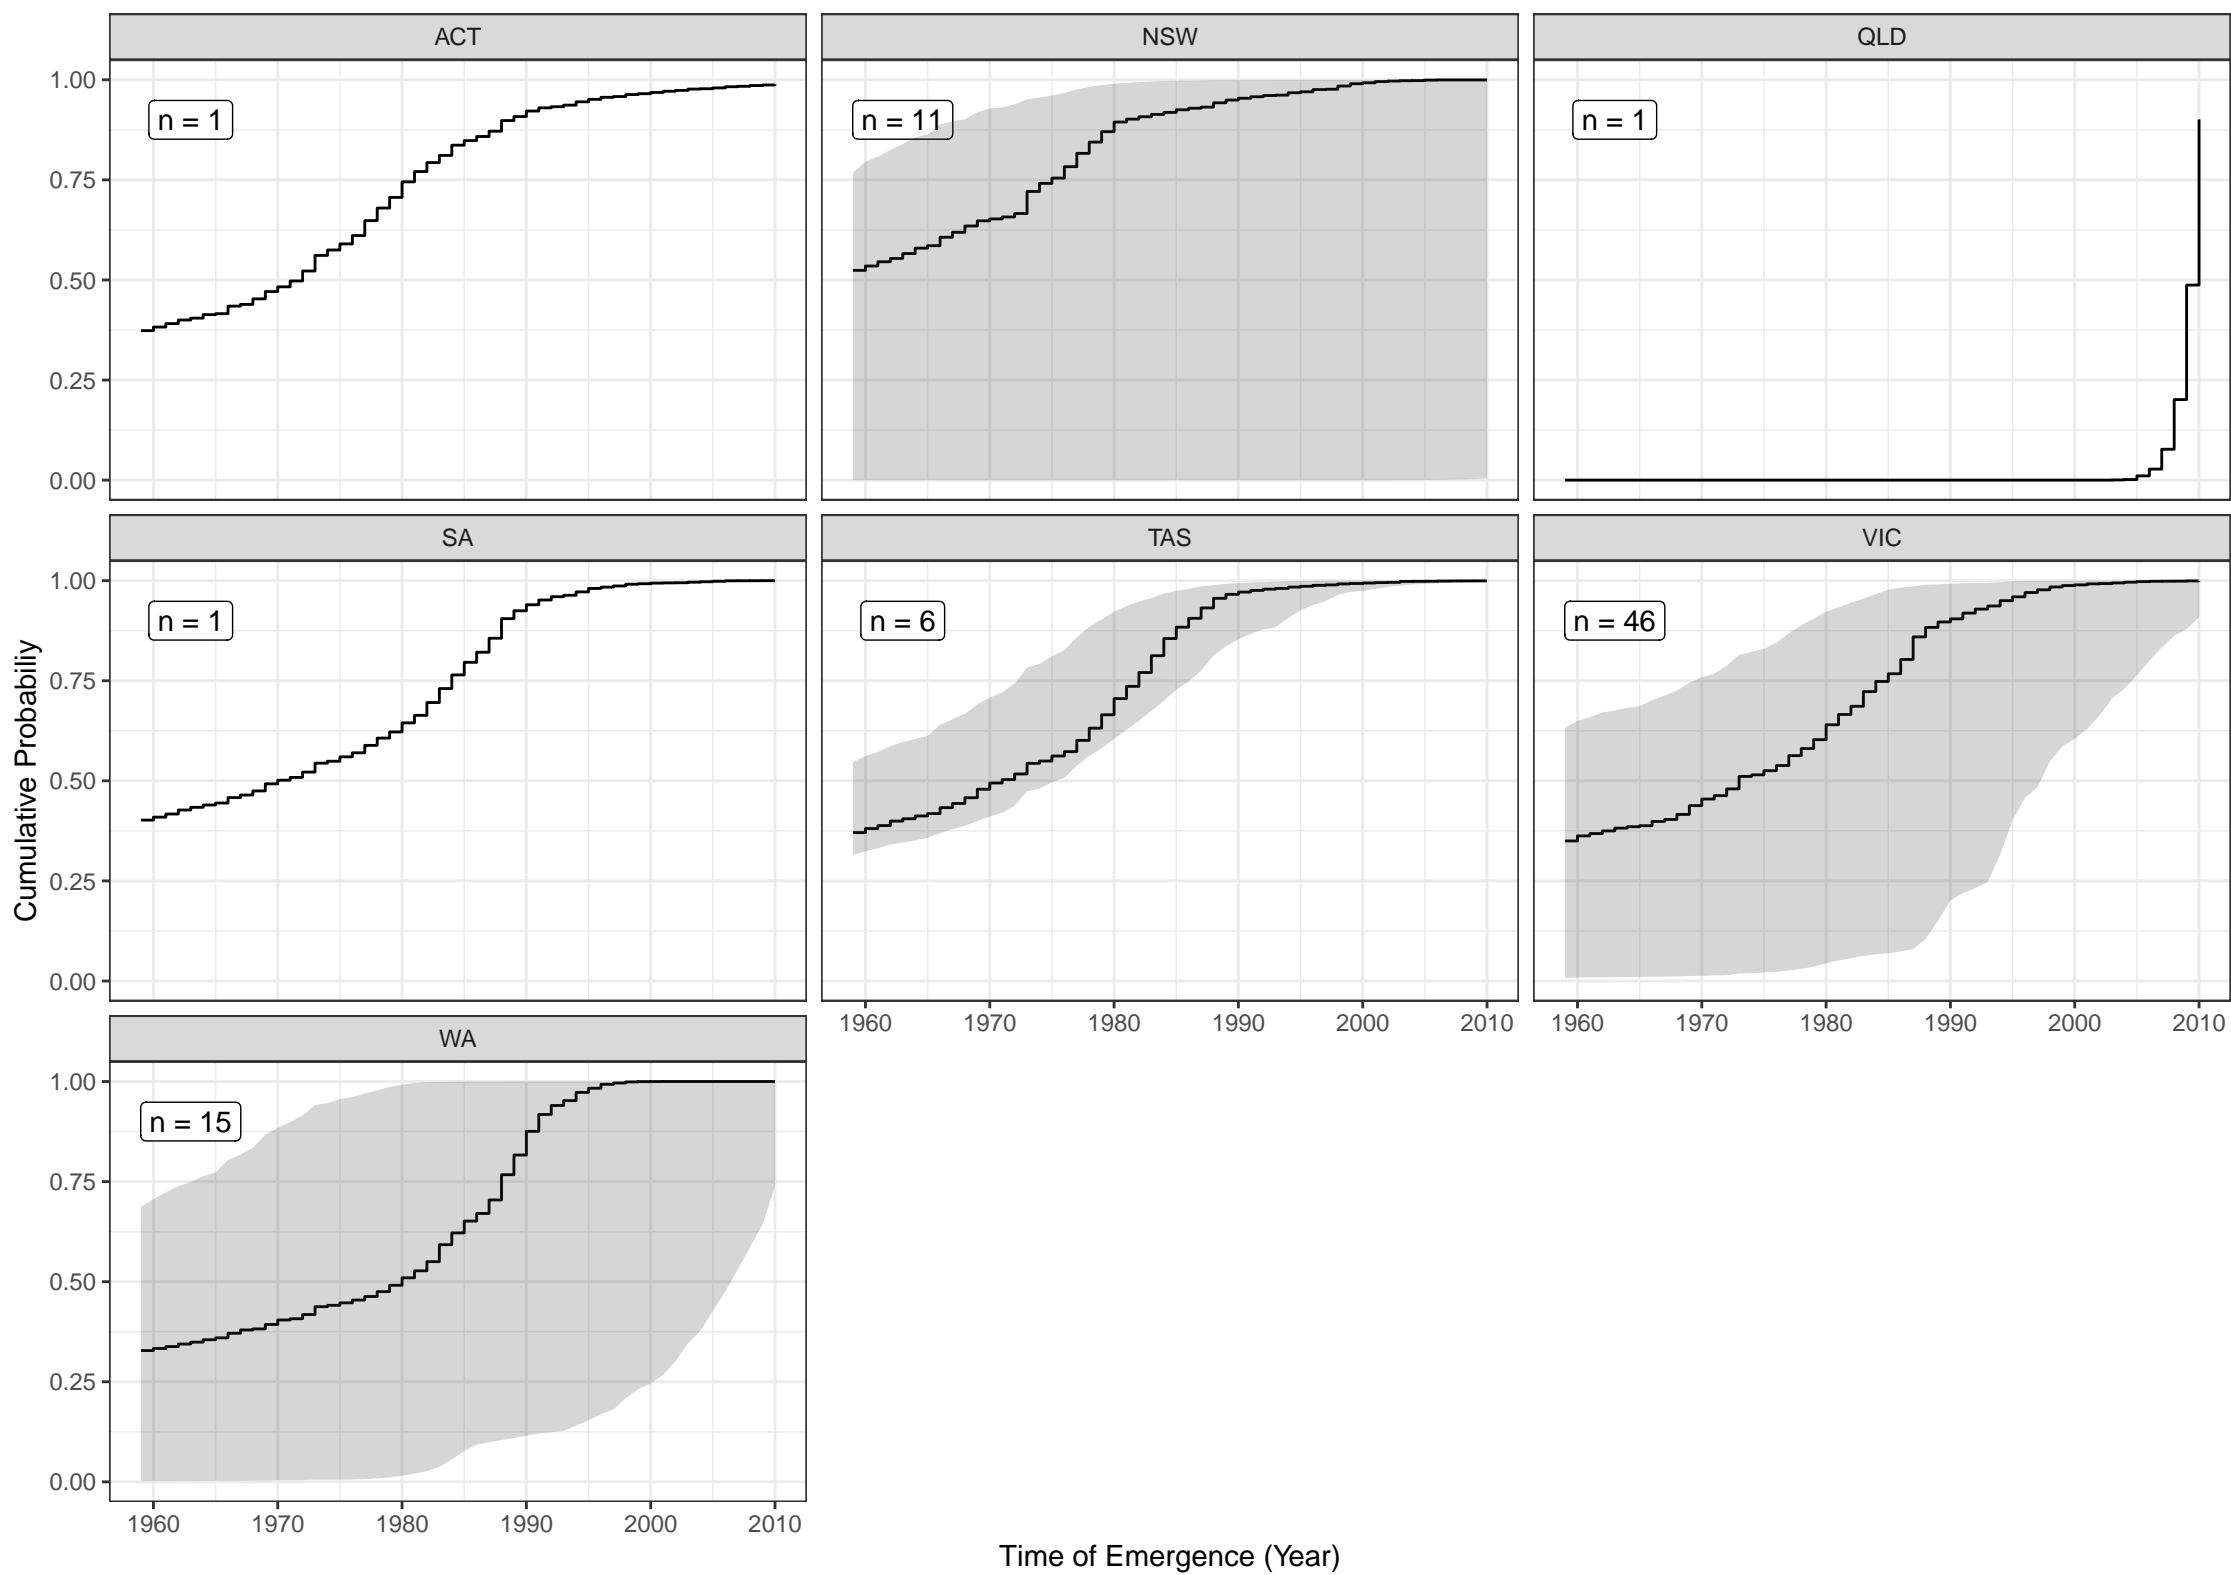 ACT
NSW
QLD
1.00
0.75
0.50
0.25
0.00
n = 1
n = 11
n = 1
SA
TAS
VIC
1.00
0.75
0.50
0.25
0.00
n = 1
n = 6
n = 46
1960 1970 1980 1990 2000 2010
1960 1970 1980 1990 2000 2010
WA
1.00
0.75
0.50
0.25
0.00
n = 15
1960 1970 1980 1990 2000 2010
Cumulative Probabiliy
Time of Emergence (Year)